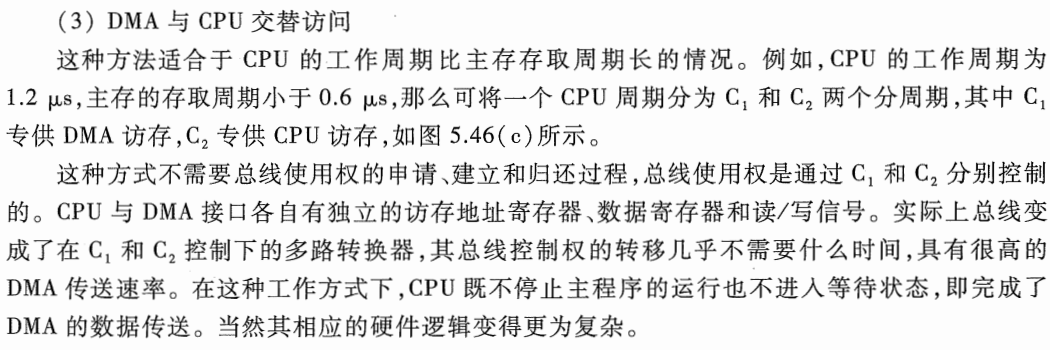 （3）DMA 与 CPU 交替访问
这种方法适合于 CPU 的工作周期比主存存取周期长的情况。例如，CPU 的工作周期为
1.2 μs，主存的存取周期小于 0.6 μs，那么可将一个 CPU 周期分为 C₁ 和 C₂ 两个分周期，其中 C₁
专供 DMA 访存，C₂ 专供 CPU 访存，如图 5.46（c）所示。
这种方式不需要总线使用权的申请、建立和归还过程，总线使用权是通过 C₁ 和 C₂ 分别控制
的。CPU 与 DMA 接口各自有独立的访存地址寄存器、数据寄存器和读/写信号。实际上总线变
成了在 C₁ 和 C₂ 控制下的多路转换器，其总线控制权的转移几乎不需要什么时间，具有很高的
DMA 传送速率。在这种工作方式下，CPU 既不停止主程序的运行也不进入等待状态，即完成了
DMA 的数据传送。当然其相应的硬件逻辑变得更为复杂。